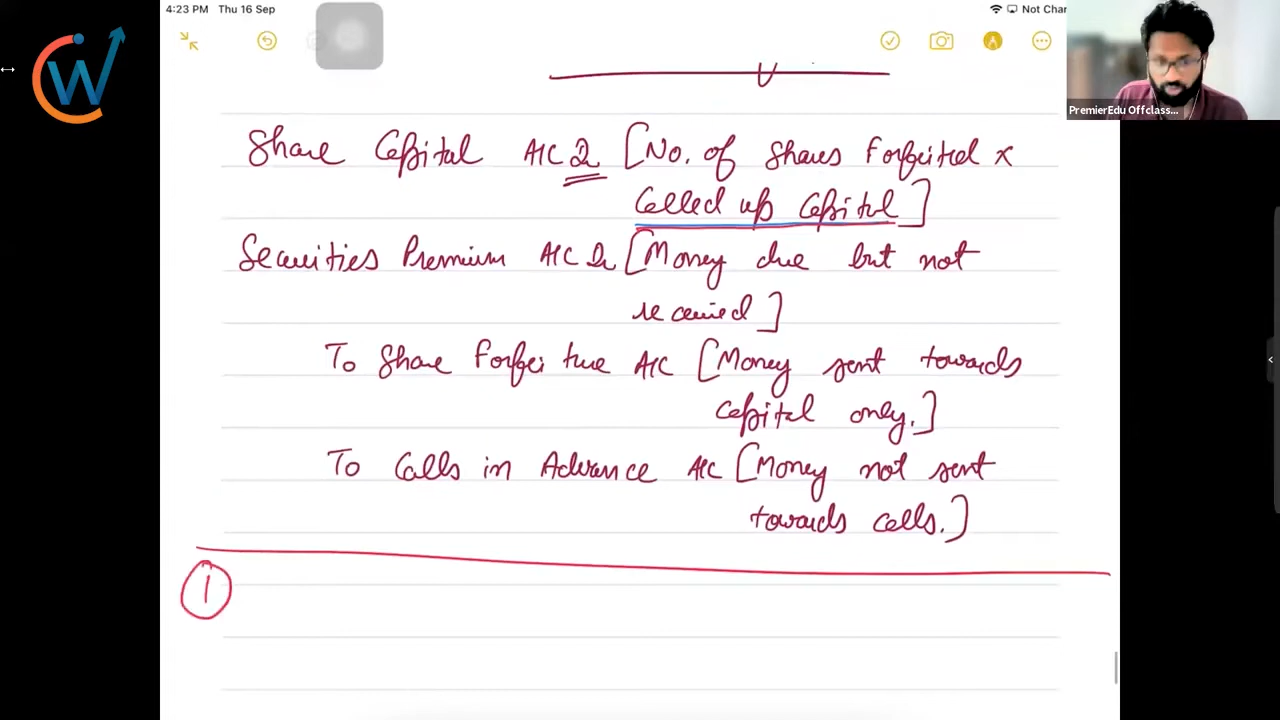 4:23 PM Thu 16 Sep
Not Char
CW
PremierEdu Offclass...
Share Capital A/C Dr [No. of Shares Forfeited x
Called up Capital]
Securities Premium A/C Dr [Money due but not
received]
To Share Forfeiture A/C [Money sent towards
Capital only.]
To Calls in Advance A/C [Money not sent
towards calls.]
1